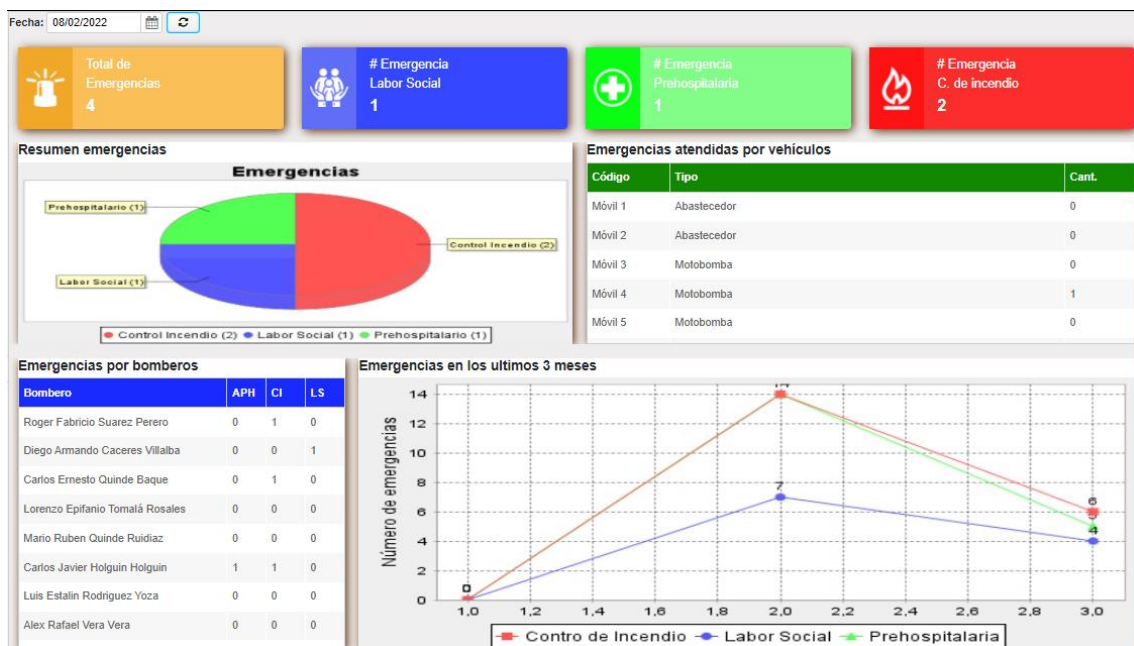 Fecha: 08/02/2022
Total de
Emergencias
4
# Emergencia
Labor Social
1
# Emergencia
Prehospitalaria
1
# Emergencia
C. de incendio
2
Resumen emergencias
Emergencias
Prehospitalario (1)
Control Incendio (2)
Labor Social (1)
Control Incendio (2) Labor Social (1) Prehospitalario (1)
Emergencias atendidas por vehículos
Código Tipo Cant.
Móvil 1 Abastecedor 0
Móvil 2 Abastecedor 0
Móvil 3 Motobomba 0
Móvil 4 Motobomba 1
Móvil 5 Motobomba 0
Emergencias por bomberos
Bombero APH CI LS
Roger Fabricio Suarez Perero 0 1 0
Diego Armando Caceres Villalba 0 0 1
Carlos Ernesto Quinde Baque 0 1 0
Lorenzo Epifanio Tomalá Rosales 0 0 0
Mario Ruben Quinde Ruidiaz 0 0 0
Carlos Javier Holguin Holguin 1 1 0
Luis Estalin Rodriguez Yoza 0 0 0
Alex Rafael Vera Vera 0 0 0
Emergencias en los ultimos 3 meses
Número de emergencias
14
12
10
8
6
4
2
0
0
14
7
6
5
4
1,0 1,2 1,4 1,6 1,8 2,0 2,2 2,4 2,6 2,8 3,0
Contro de Incendio Labor Social Prehospitalaria